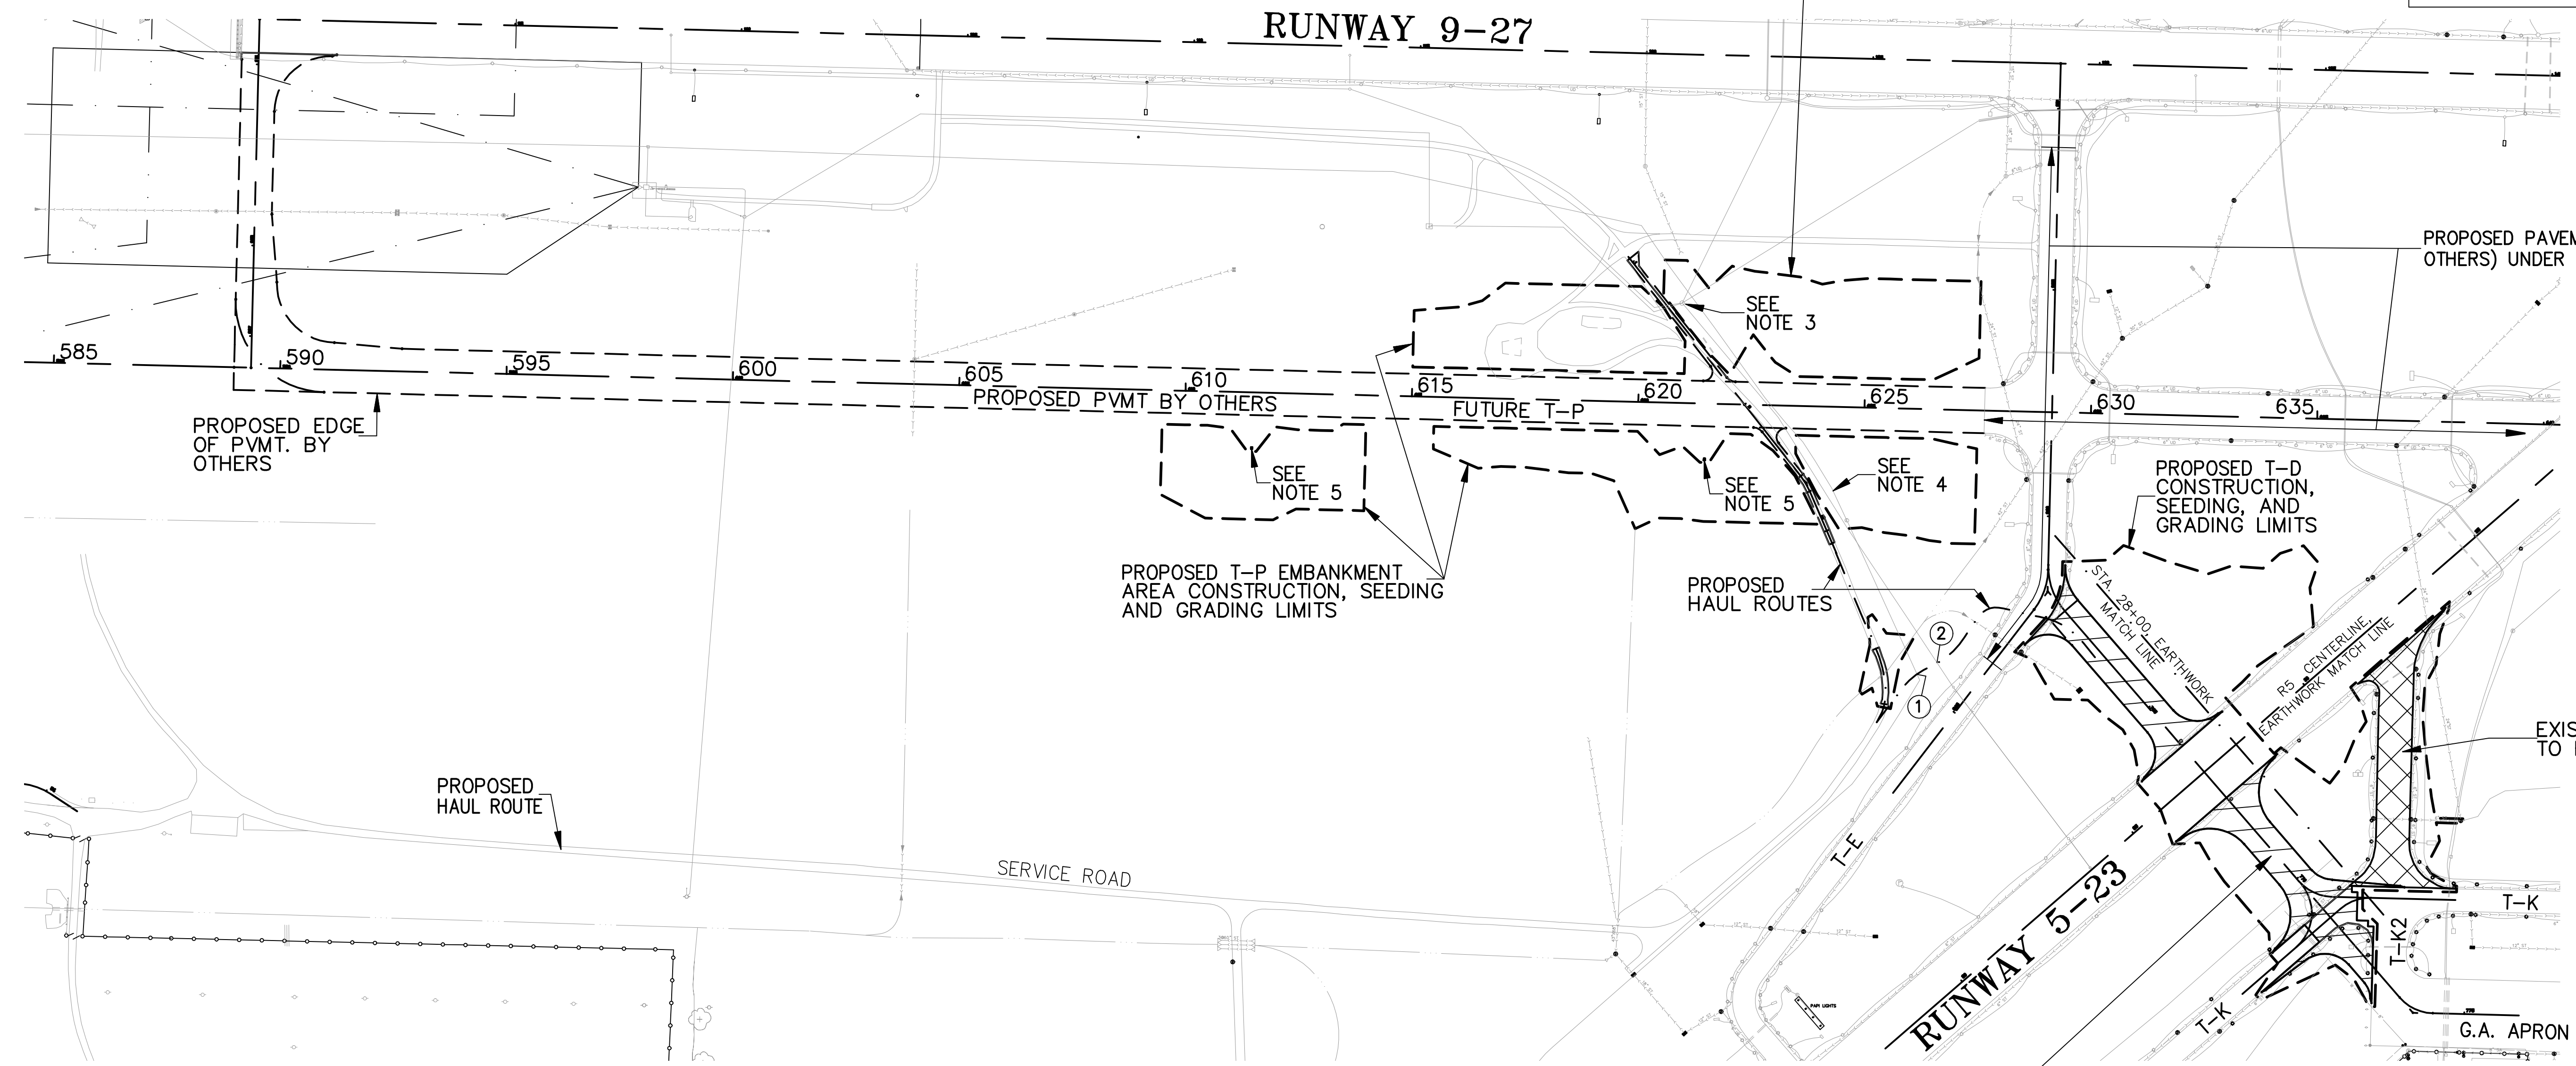 RUNWAY 9-27
PROPOSED PAVEM
OTHERS) UNDER
SEE
NOTE 3
585
590
595
600
605
610
615
620
625
630
635
PROPOSED PVMT BY OTHERS
FUTURE T-P
PROPOSED EDGE
OF PVMT. BY
OTHERS
SEE
NOTE 5
SEE
NOTE 5
SEE
NOTE 4
PROPOSED T-D
CONSTRUCTION,
SEEDING, AND
GRADING LIMITS
PROPOSED T-P EMBANKMENT
AREA CONSTRUCTION, SEEDING
AND GRADING LIMITS
PROPOSED
HAUL ROUTES
STA. 28+00, EARTHWORK
MATCH LINE
R5 CENTERLINE,
EARTHWORK MATCH LINE
2
1
EXIS
TO
PROPOSED
HAUL ROUTE
SERVICE ROAD
T-E
RUNWAY 5-23
T-K
T-K2
T-K
PAPI LIGHTS
G.A. APRON